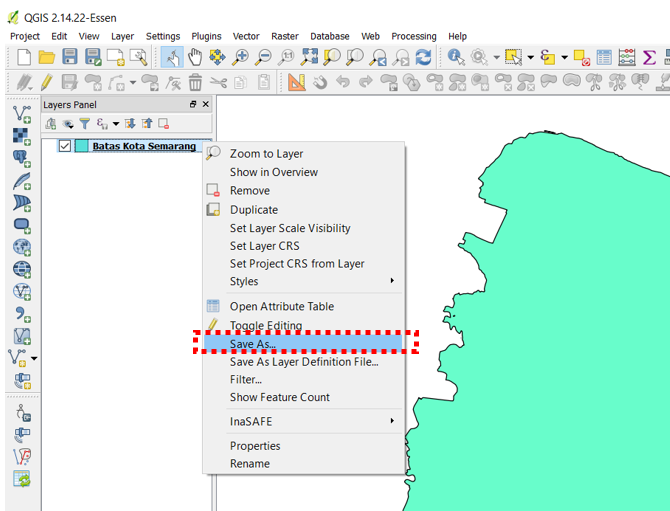 QGIS 2.14.22-Essen
Project Edit View Layer Settings Plugins Vector Raster Database Web Processing Help
Layers Panel
Batas Kota Semarang
Zoom to Layer
Show in Overview
Remove
Duplicate
Set Layer Scale Visibility
Set Layer CRS
Set Project CRS from Layer
Styles
Open Attribute Table
Toggle Editing
Save As...
Save As Layer Definition File...
Filter...
Show Feature Count
InaSAFE
Properties
Rename